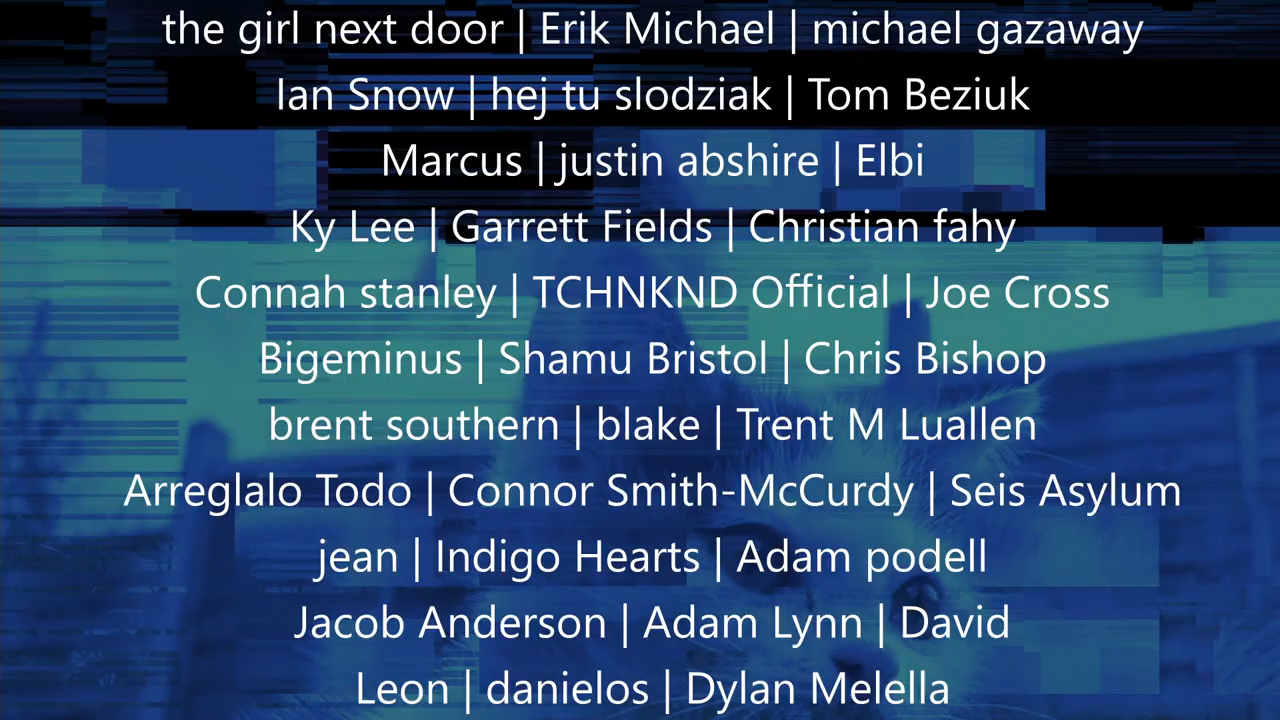 the girl next door | Erik Michael | michael gazaway
Ian Snow | hej tu slodziak | Tom Beziuk
Marcus | justin abshire | Elbi
Ky Lee | Garrett Fields | Christian fahy
Connah stanley | TCHNKND Official | Joe Cross
Bigeminus | Shamu Bristol | Chris Bishop
brent southern | blake | Trent M Luallen
Arreglalo Todo | Connor Smith-McCurdy | Seis Asylum
jean | Indigo Hearts | Adam podell
Jacob Anderson | Adam Lynn | David
Leon | danielos | Dylan Melella